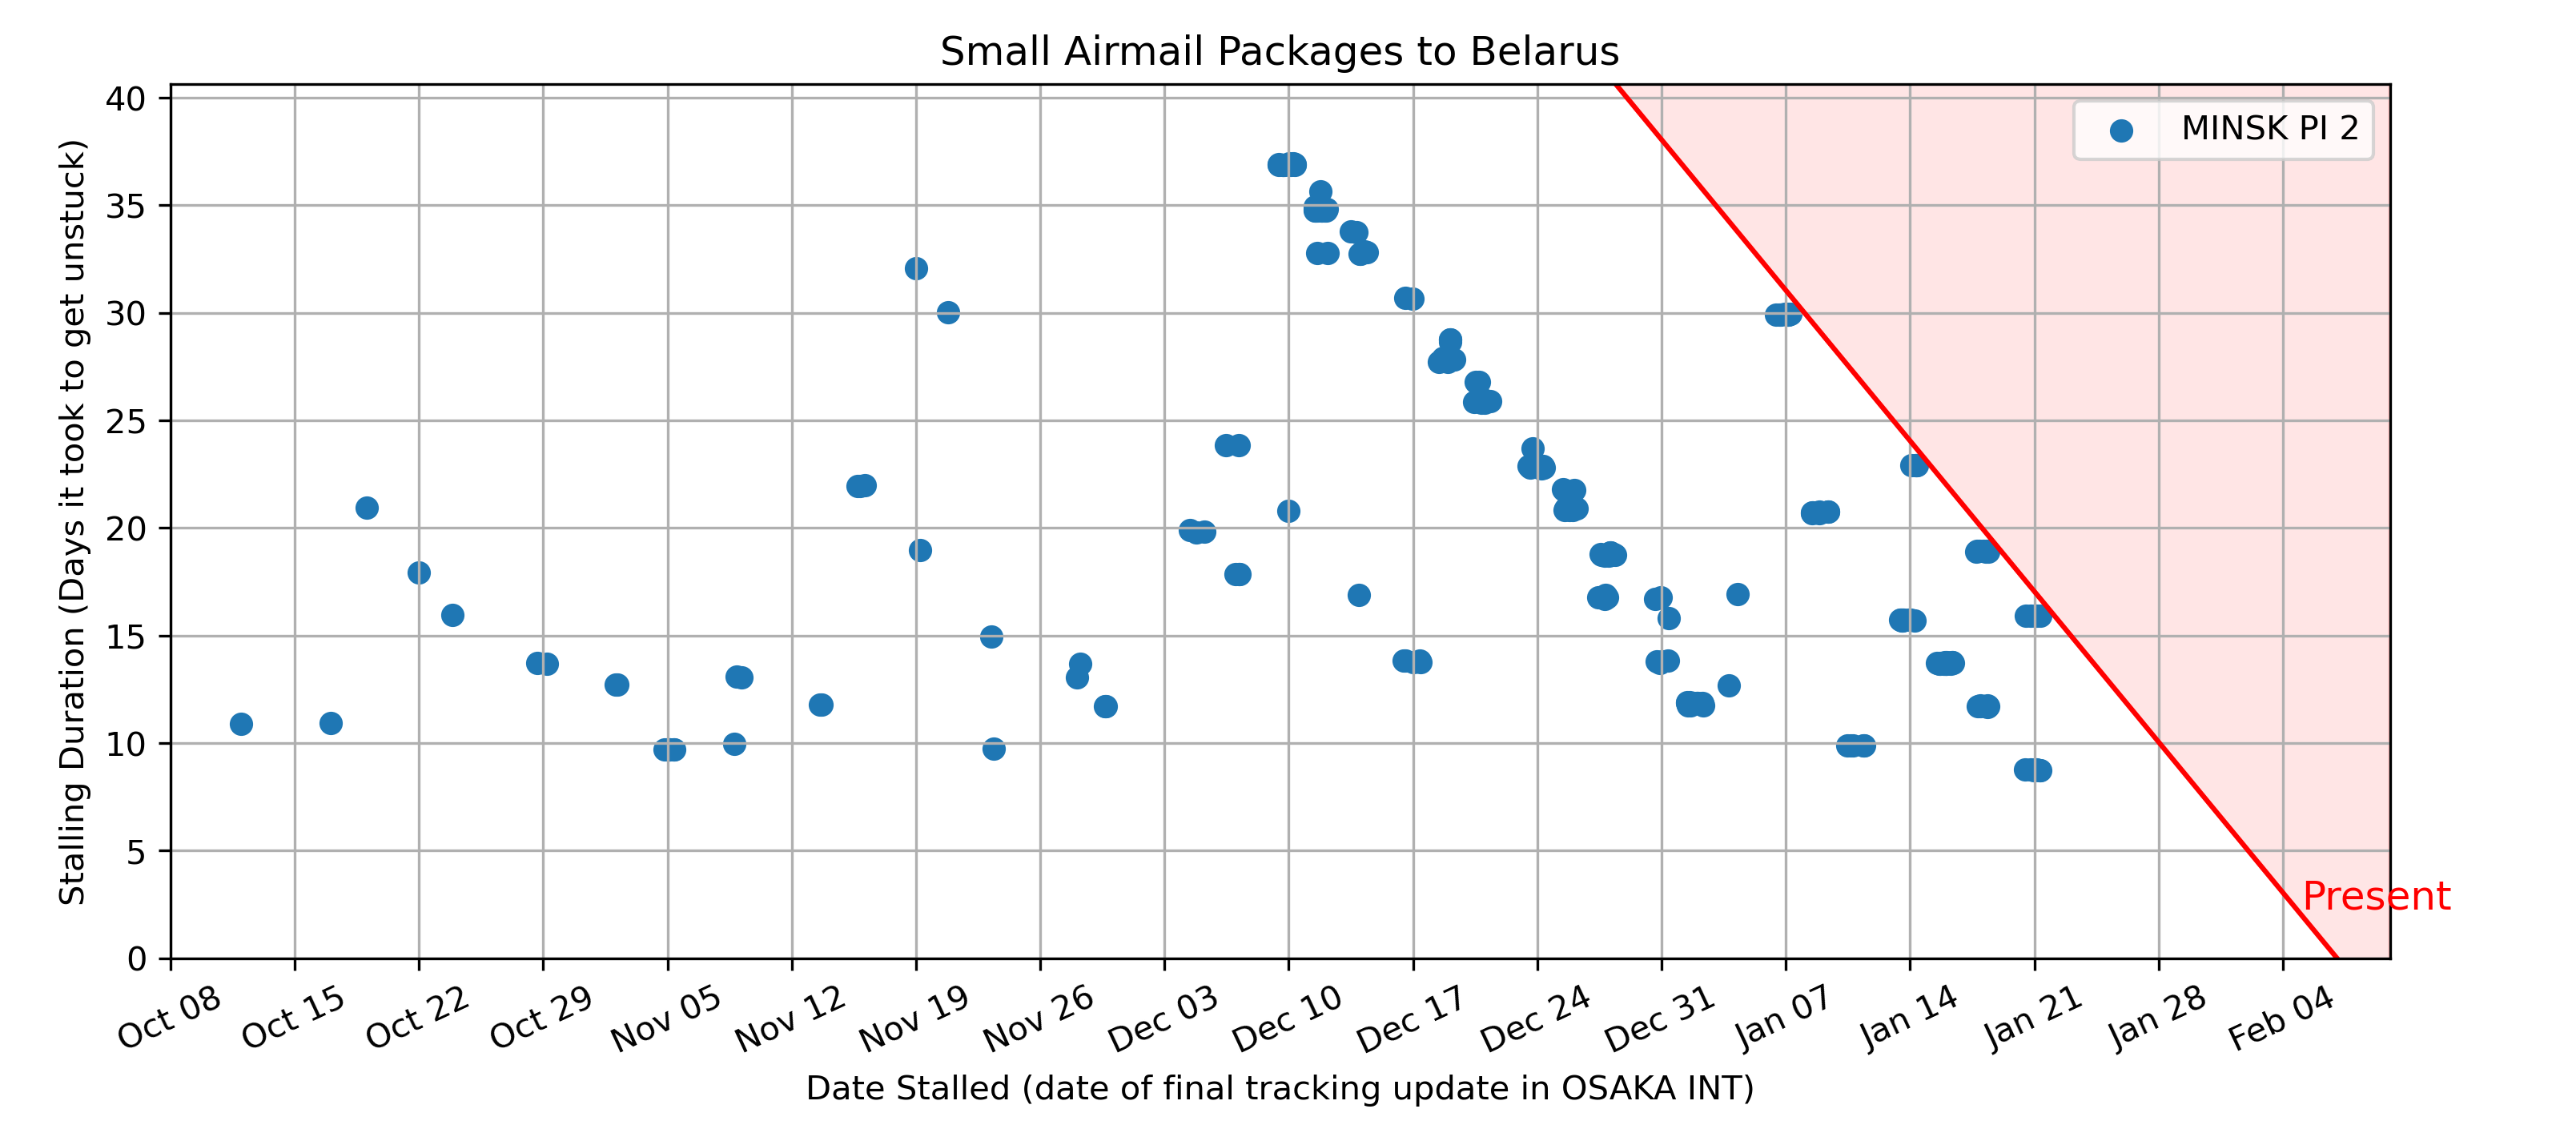 Small Airmail Packages to Belarus
MINSK PI 2
Stalling Duration (Days it took to get unstuck)
40
35
30
25
20
15
10
5
0
Present
Oct 08
Oct 15
Oct 22
Oct 29
Nov 05
Nov 12
Nov 19
Nov 26
Dec 03
Dec 10
Dec 17
Dec 24
Dec 31
Jan 07
Jan 14
Jan 21
Jan 28
Feb 04
Date Stalled (date of final tracking update in OSAKA INT)